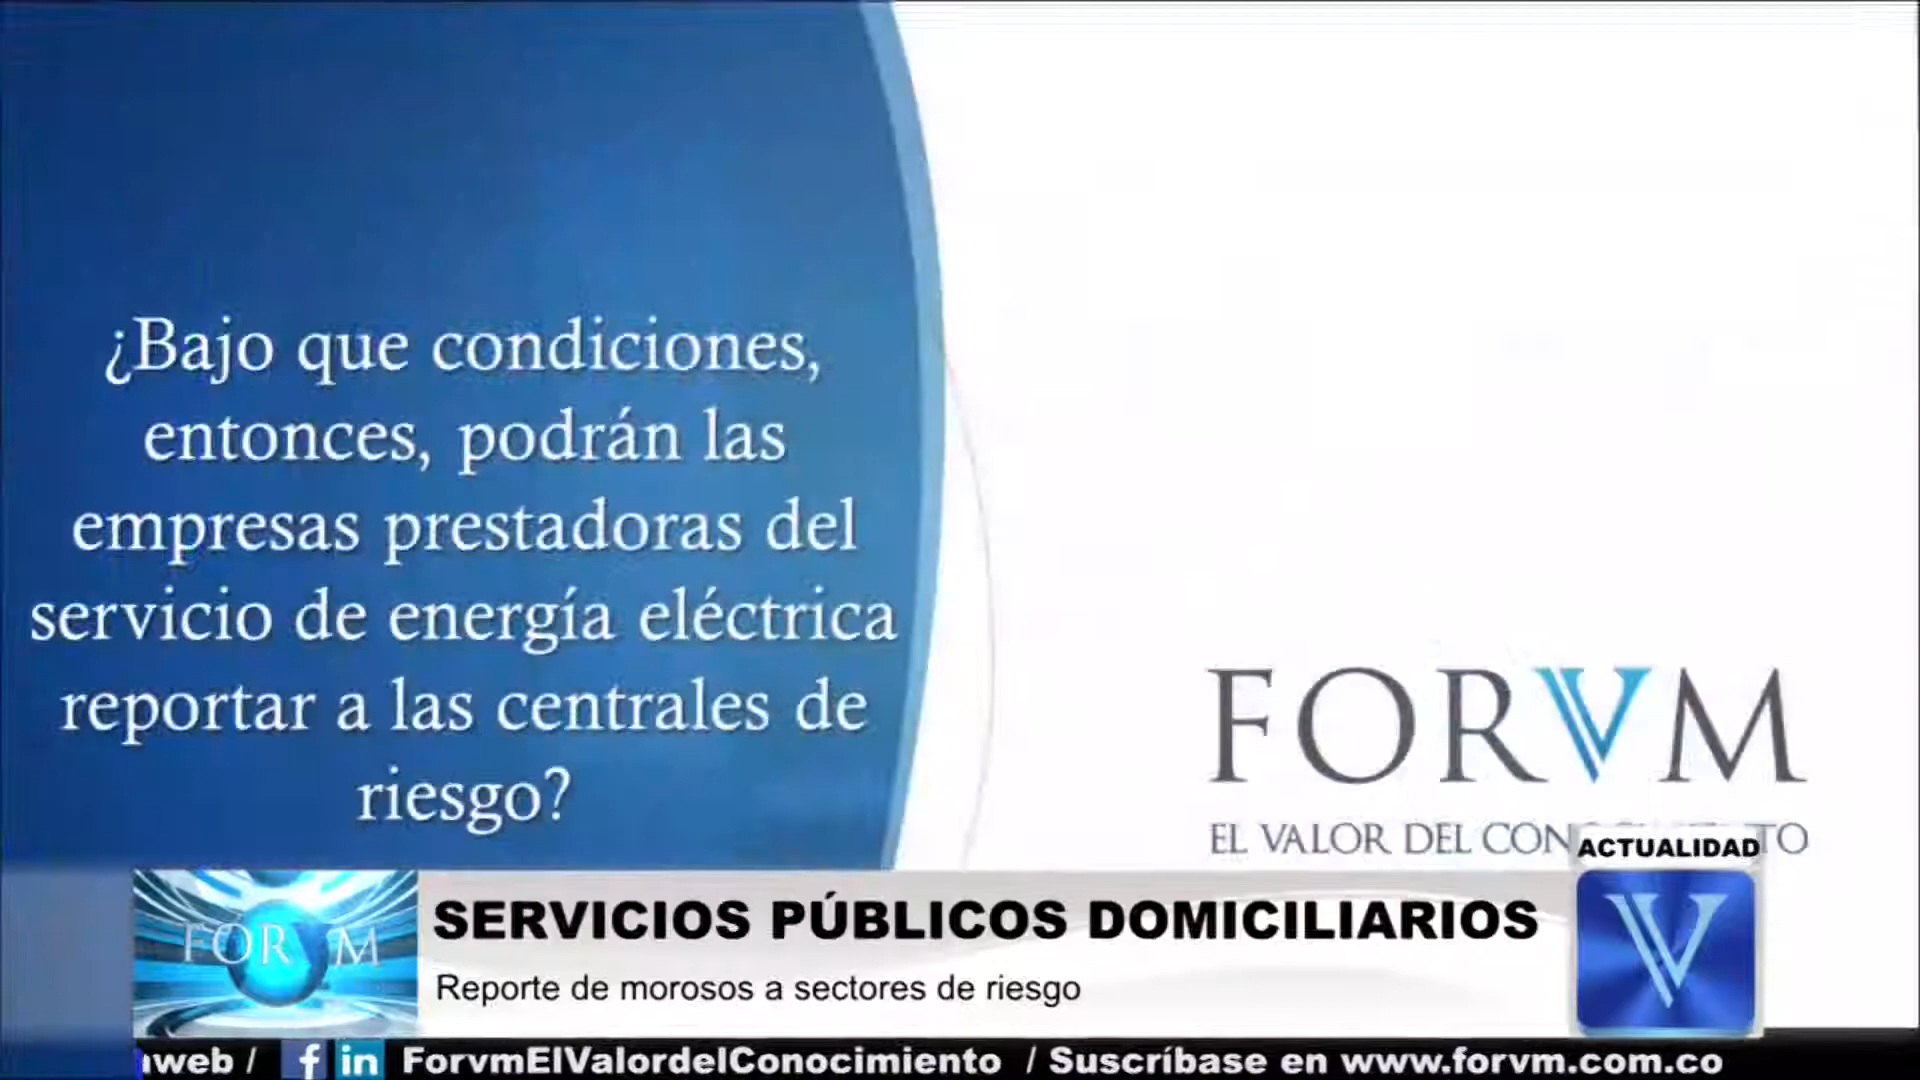 ¿Bajo que condiciones,
entonces, podrán las
empresas prestadoras del
servicio de energía eléctrica
reportar a las centrales de
riesgo?
FORVM
EL VALOR DEL
ACTUALIDAD
FORVM
SERVICIOS PÚBLICOS DOMICILIARIOS
V
Reporte de morosos a sectores de riesgo
/ f in ForvmElValordelConocimiento / Suscríbase en www.forvm.com.co